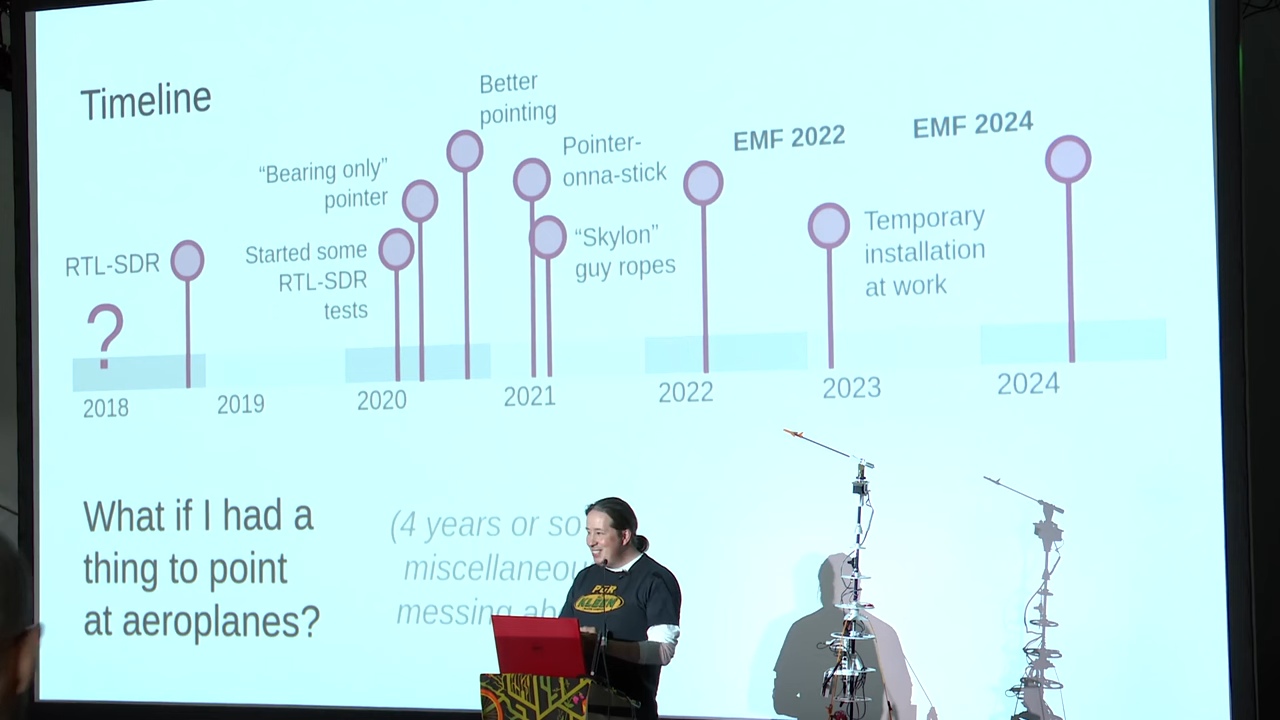 Timeline
Better
pointing
EMF 2022
EMF 2024
"Bearing only"
pointer
Pointer-
onna-stick
RTL-SDR
Started some
RTL-SDR
tests
"Skylon"
guy ropes
Temporary
installation
at work
?
2018
2019
2020
2021
2022
2023
2024
What if I had a
thing to point
at aeroplanes?
(4 years or so
miscellaneou
messing ab
KLEEN